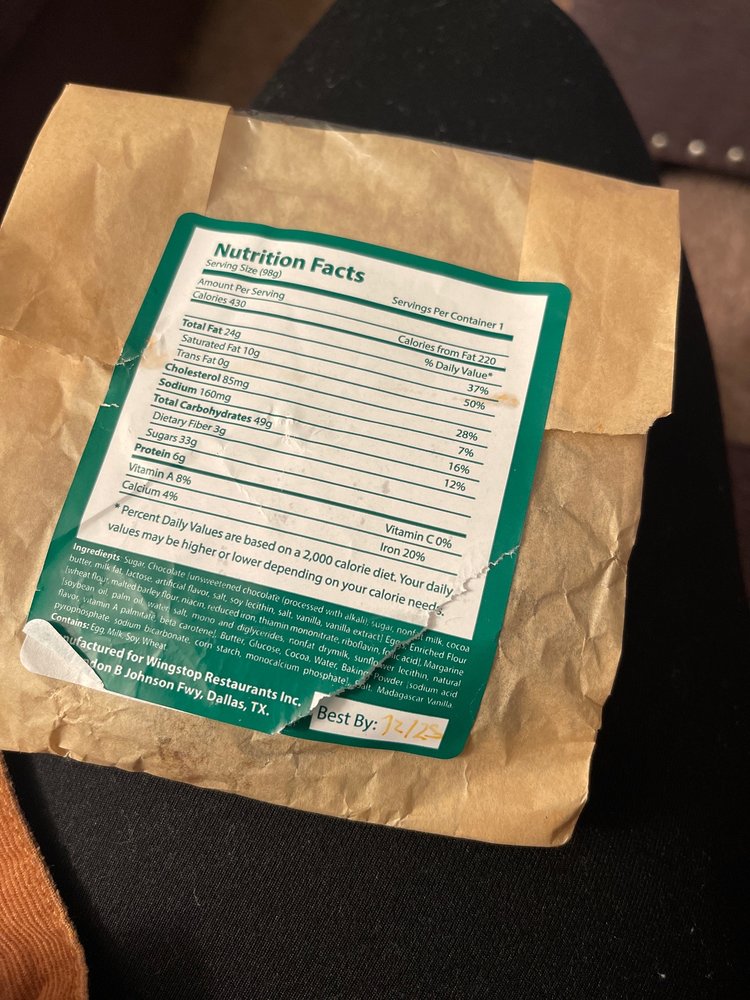 Nutrition Facts
Serving Size (98g)
Servings Per Container 1
Amount Per Serving
Calories 430
Calories from Fat 220
% Daily Value*
Total Fat 24g 37%
Saturated Fat 10g 50%
Trans Fat 0g
Cholesterol 85mg 28%
Sodium 160mg 7%
Total Carbohydrates 49g 16%
Dietary Fiber 3g 12%
Sugars 33g
Protein 6g
Vitamin A 8% Vitamin C 0%
Calcium 4% Iron 20%
* Percent Daily Values are based on a 2,000 calorie diet. Your daily
values may be higher or lower depending on your calorie needs.
Ingredients: Sugar, Chocolate (unsweetened chocolate (processed with alkali), sugar, nonfat milk, cocoa
butter, milk fat, lactose, artificial flavor, salt, soy lecithin, salt, vanilla, vanilla extract) Eggs, Enriched Flour
(wheat flour, malted barley flour, niacin, reduced iron, thiamin mononitrate, riboflavin, folic acid), Margarine
(soybean oil, palm oil, water, salt, mono and diglycerides, nonfat dry milk, sunflower lecithin, natural
flavor, vitamin A palmitate, beta carotene), Butter, Glucose, Cocoa, Water, Baking Powder (sodium acid
pyrophosphate, sodium bicarbonate, corn starch, monocalcium phosphate), Salt, Madagascar Vanilla.
Contains: Egg, Milk, Soy, Wheat
nufactured for Wingstop Restaurants Inc.
don B Johnson Fwy, Dallas, TX.
Best By: 12/28